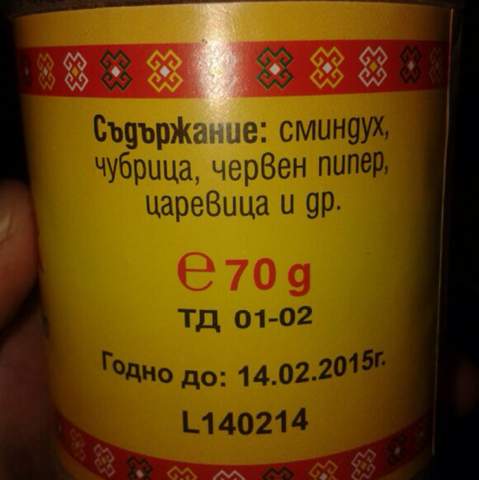 Съдържание: сминдух,
чубрица, червен пипер,
царевица и др.
℮ 70 g
ТД 01-02
Годно до: 14.02.2015г.
L140214